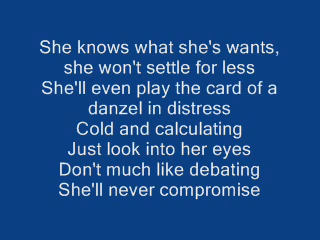 She knows what she's wants,
she won't settle for less
She'll even play the card of a
danzel in distress
Cold and calculating
Just look into her eyes
Don't much like debating
She'll never compromise